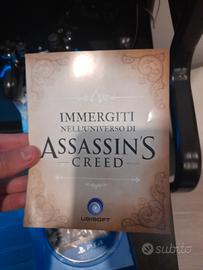 IMMERGITI
NELL'UNIVERSO DI
ASSASSIN'S
CREED
UBISOFT
subito